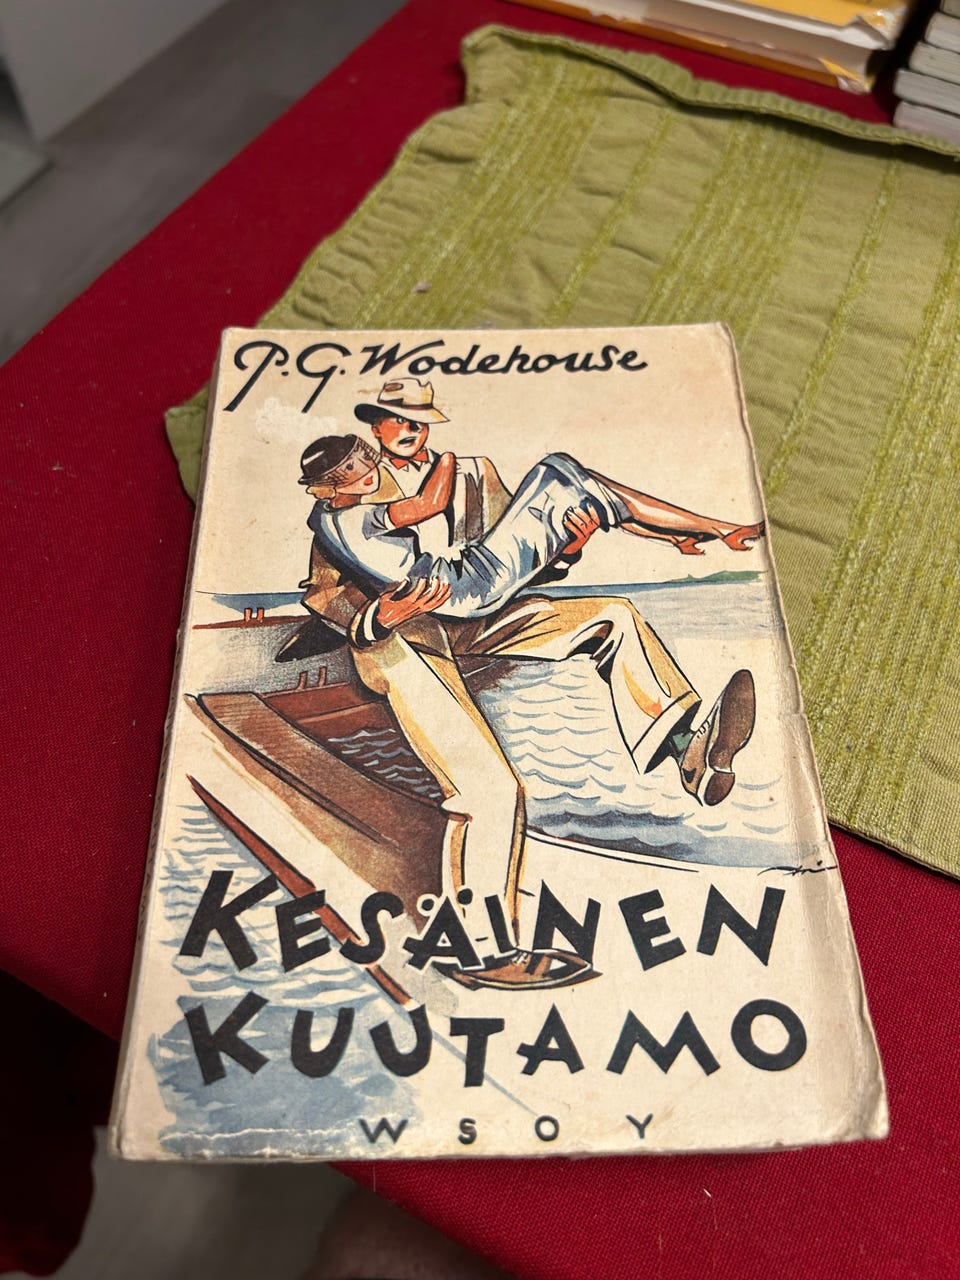 P. G. Wodehouse
KESÄINEN
KUUTAMO
WSOY